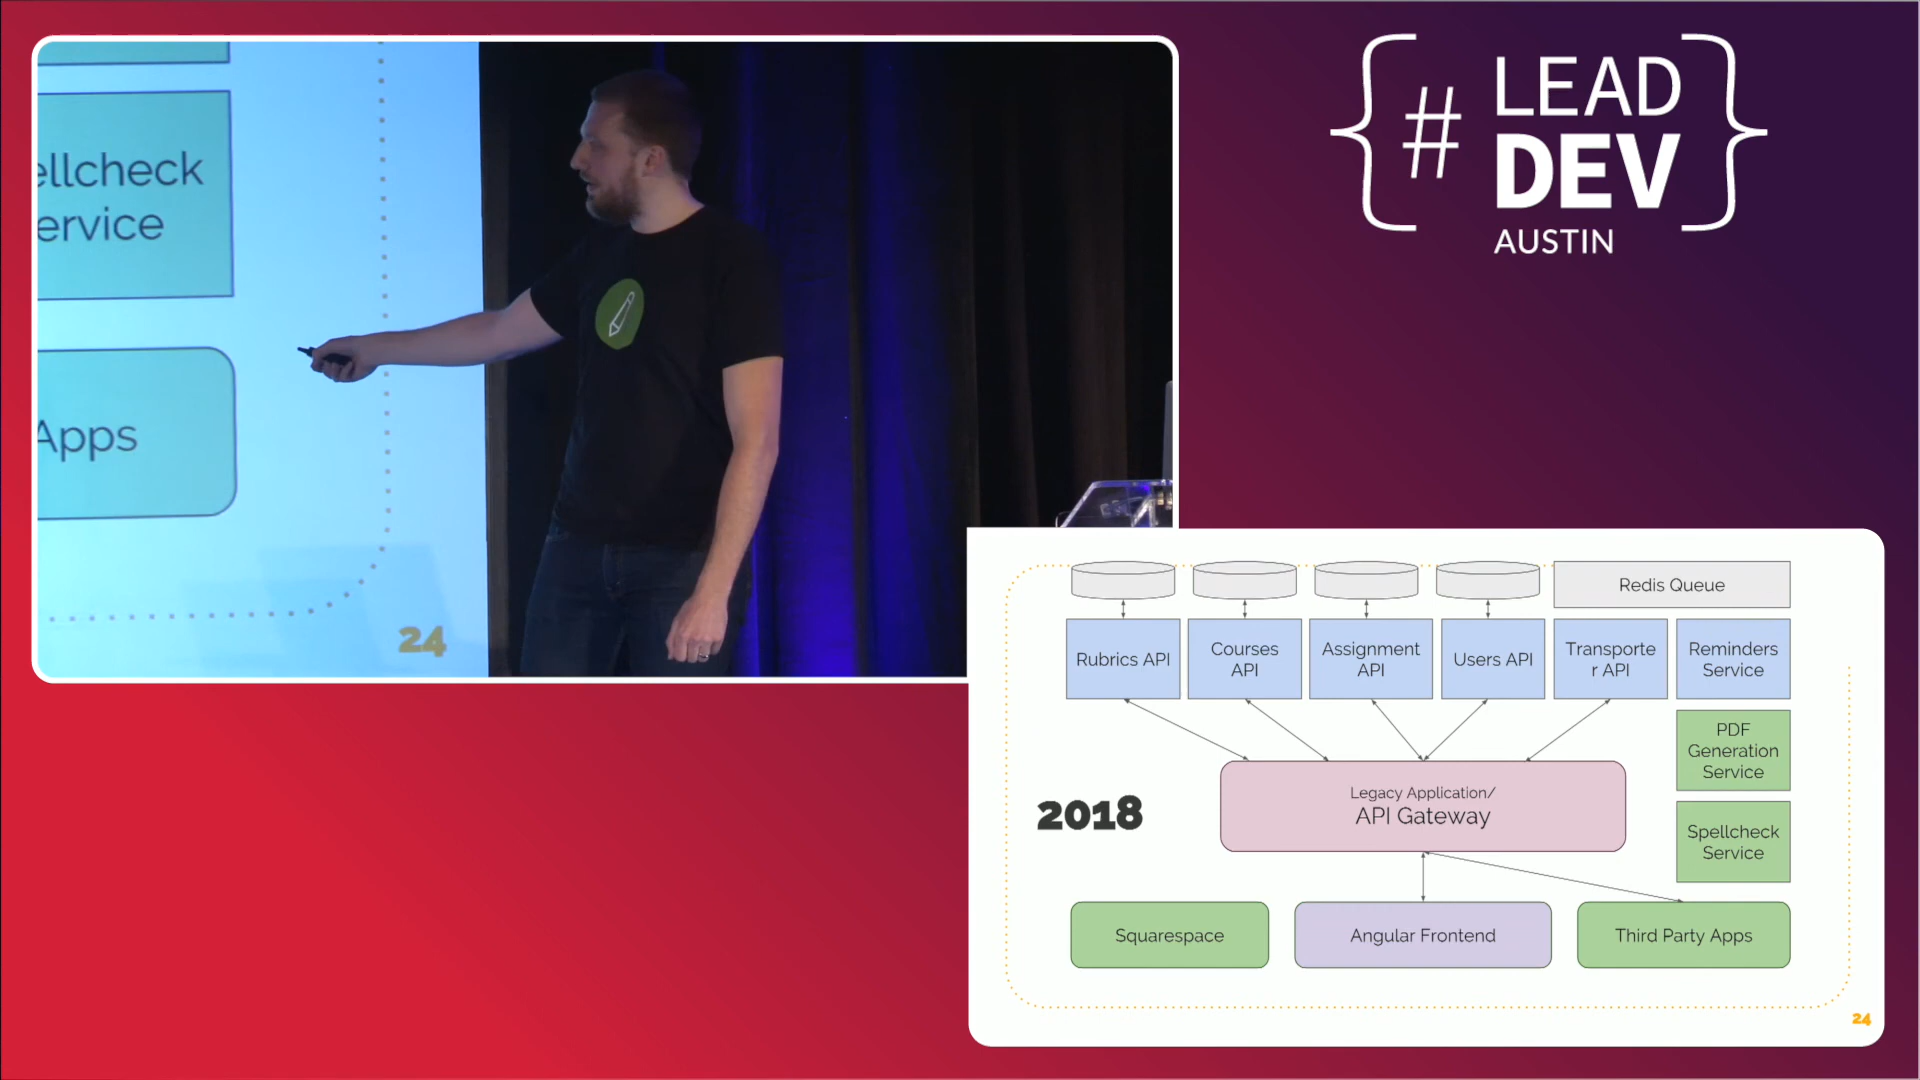 ellcheck
ervice
Apps
24
#
LEAD
DEV
AUSTIN
Redis Queue
Rubrics API
Courses
API
Assignment
API
Users API
Transporte
r API
Reminders
Service
PDF
Generation
Service
Legacy Application/
API Gateway
2018
Spellcheck
Service
Squarespace
Angular Frontend
Third Party Apps
24